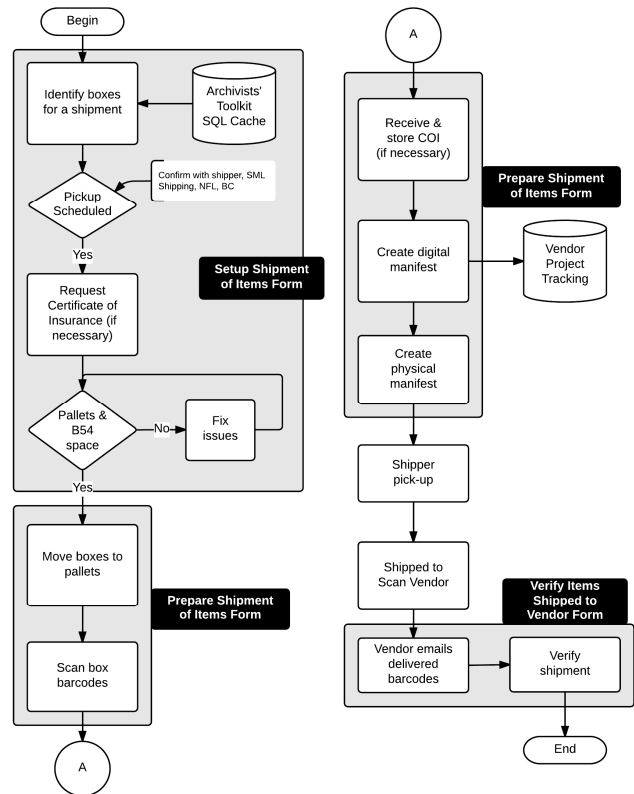 Begin
Identify boxes
for a shipment
Archivists'
Toolkit
SQL Cache
Pickup
Scheduled
Confirm with shipper, SML
Shipping, NFL, BC
Yes
Setup Shipment
of Items Form
Request
Certificate of
Insurance (if
necessary)
Pallets &
B54
space
No
Fix
issues
Yes
Move boxes to
pallets
Prepare Shipment
of Items Form
Scan box
barcodes
A
A
Receive &
store COI
(if necessary)
Prepare Shipment
of Items Form
Create digital
manifest
Vendor
Project
Tracking
Create
physical
manifest
Shipper
pick-up
Shipped to
Scan Vendor
Verify Items
Shipped to
Vendor Form
Vendor emails
delivered
barcodes
Verify
shipment
End